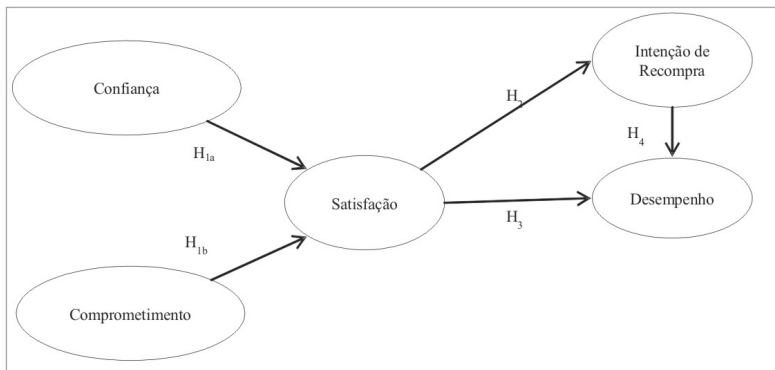 Intenção de
Recompra
Confiança
H2
H1a
H4
Satisfação
Desempenho
H3
H1b
Comprometimento